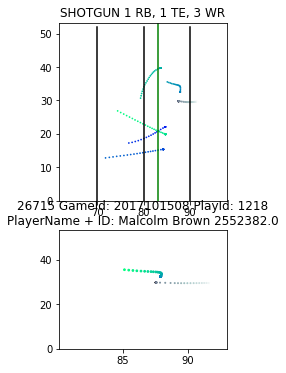 SHOTGUN 1 RB, 1 TE, 3 WR
50
40
30
20
10
0
70 80 90
26715 GameId: 2017101508 PlayId: 1218
PlayerName + ID: Malcolm Brown 2552382.0
40
20
0
85 90